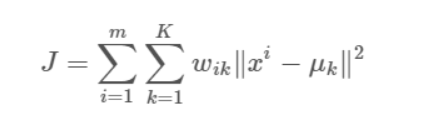 J = \sum_{i=1}^{m} \sum_{k=1}^{K} w_{ik} \| x^i - \mu_k \|^2